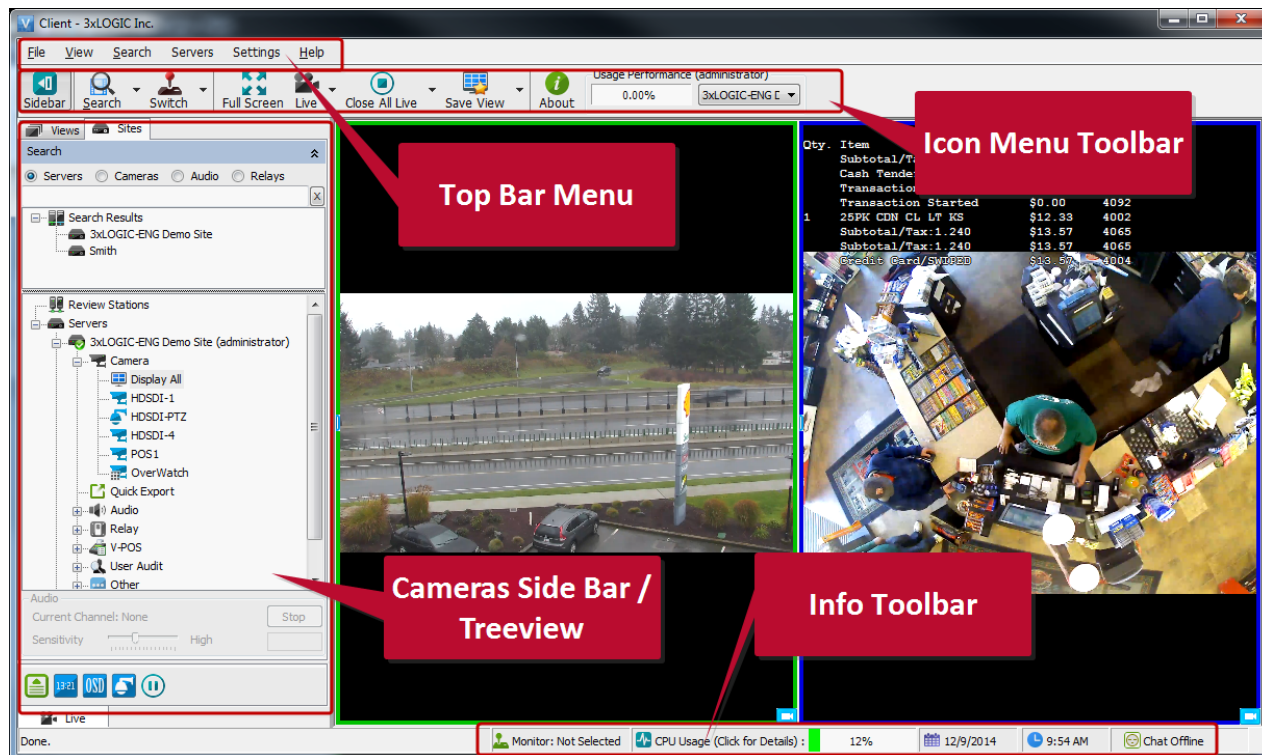 Client - 3xLOGIC Inc.
File View Search Servers Settings Help
Usage Performance (administrator)
Sidebar Search Switch Full Screen Live Close All Live Save View About 0.00% 3xLOGIC-ENG
Icon Menu Toolbar
Top Bar Menu
Views Sites
Search
Servers Cameras Audio Relays
X
Search Results
3xLOGIC-ENG Demo Site
Smith
Review Stations
Servers
3xLOGIC-ENG Demo Site (administrator)
Camera
Display All
HDSDI-1
HDSDI-PTZ
HDSDI-4
POS1
OverWatch
Quick Export
Audio
Relay
V-POS
User Audit
Other
Audio
Current Channel: None Stop
Sensitivity High
13:21 OSD
Live
Qty. Item
Subtotal/Ta
Cash Tende
Transaction
Transaction Started $0.00 4092
1 25PK CDN CL LT KS $12.33 4002
Subtotal/Tax:1.240 $13.57 4065
Subtotal/Tax:1.240 $13.57 4065
Credit Card/SWIPED $13.57 4004
Cameras Side Bar /
Treeview
Info Toolbar
Done. Monitor: Not Selected CPU Usage (Click for Details) : 12% 12/9/2014 9:54 AM Chat Offline